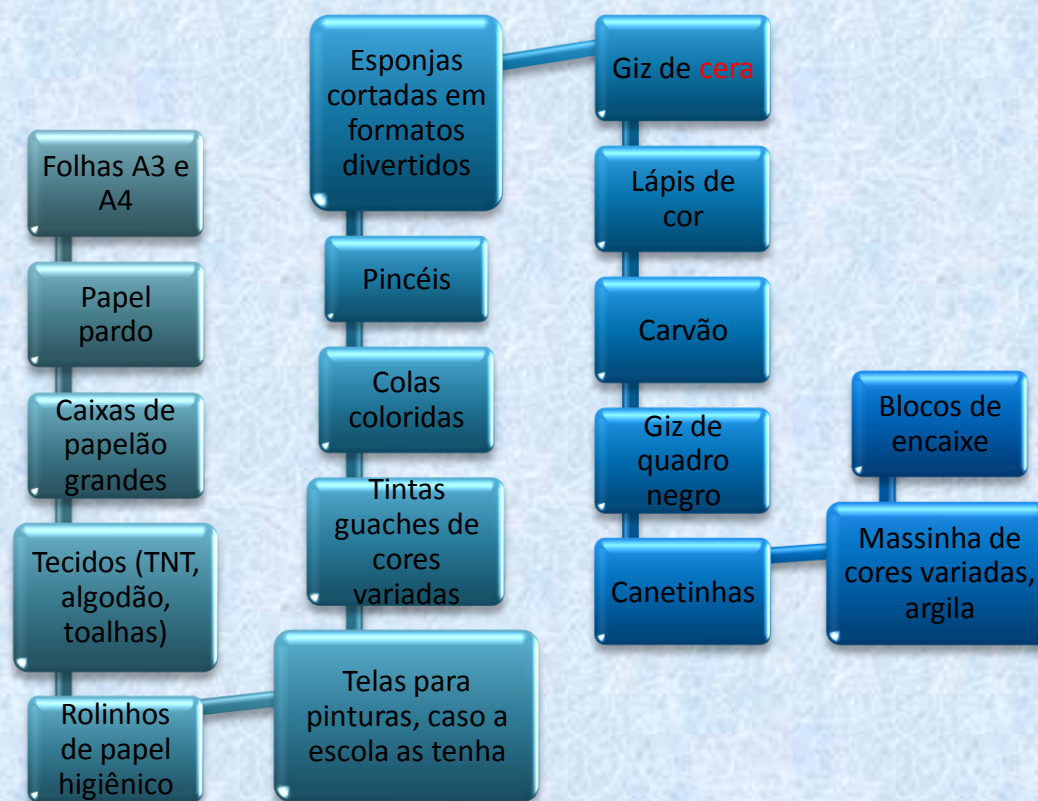 Folhas A3 e
A4
Papel
pardo
Caixas de
papelão
grandes
Tecidos (TNT,
algodão,
toalhas)
Rolinhos
de papel
higiênico
Telas para
pinturas, caso a
escola as tenha
Tintas
guaches de
cores
variadas
Colas
coloridas
Pincéis
Esponjas
cortadas em
formatos
divertidos
Giz de cera
Lápis de
cor
Carvão
Giz de
quadro
negro
Canetinhas
Massinha de
cores variadas,
argila
Blocos de
encaixe